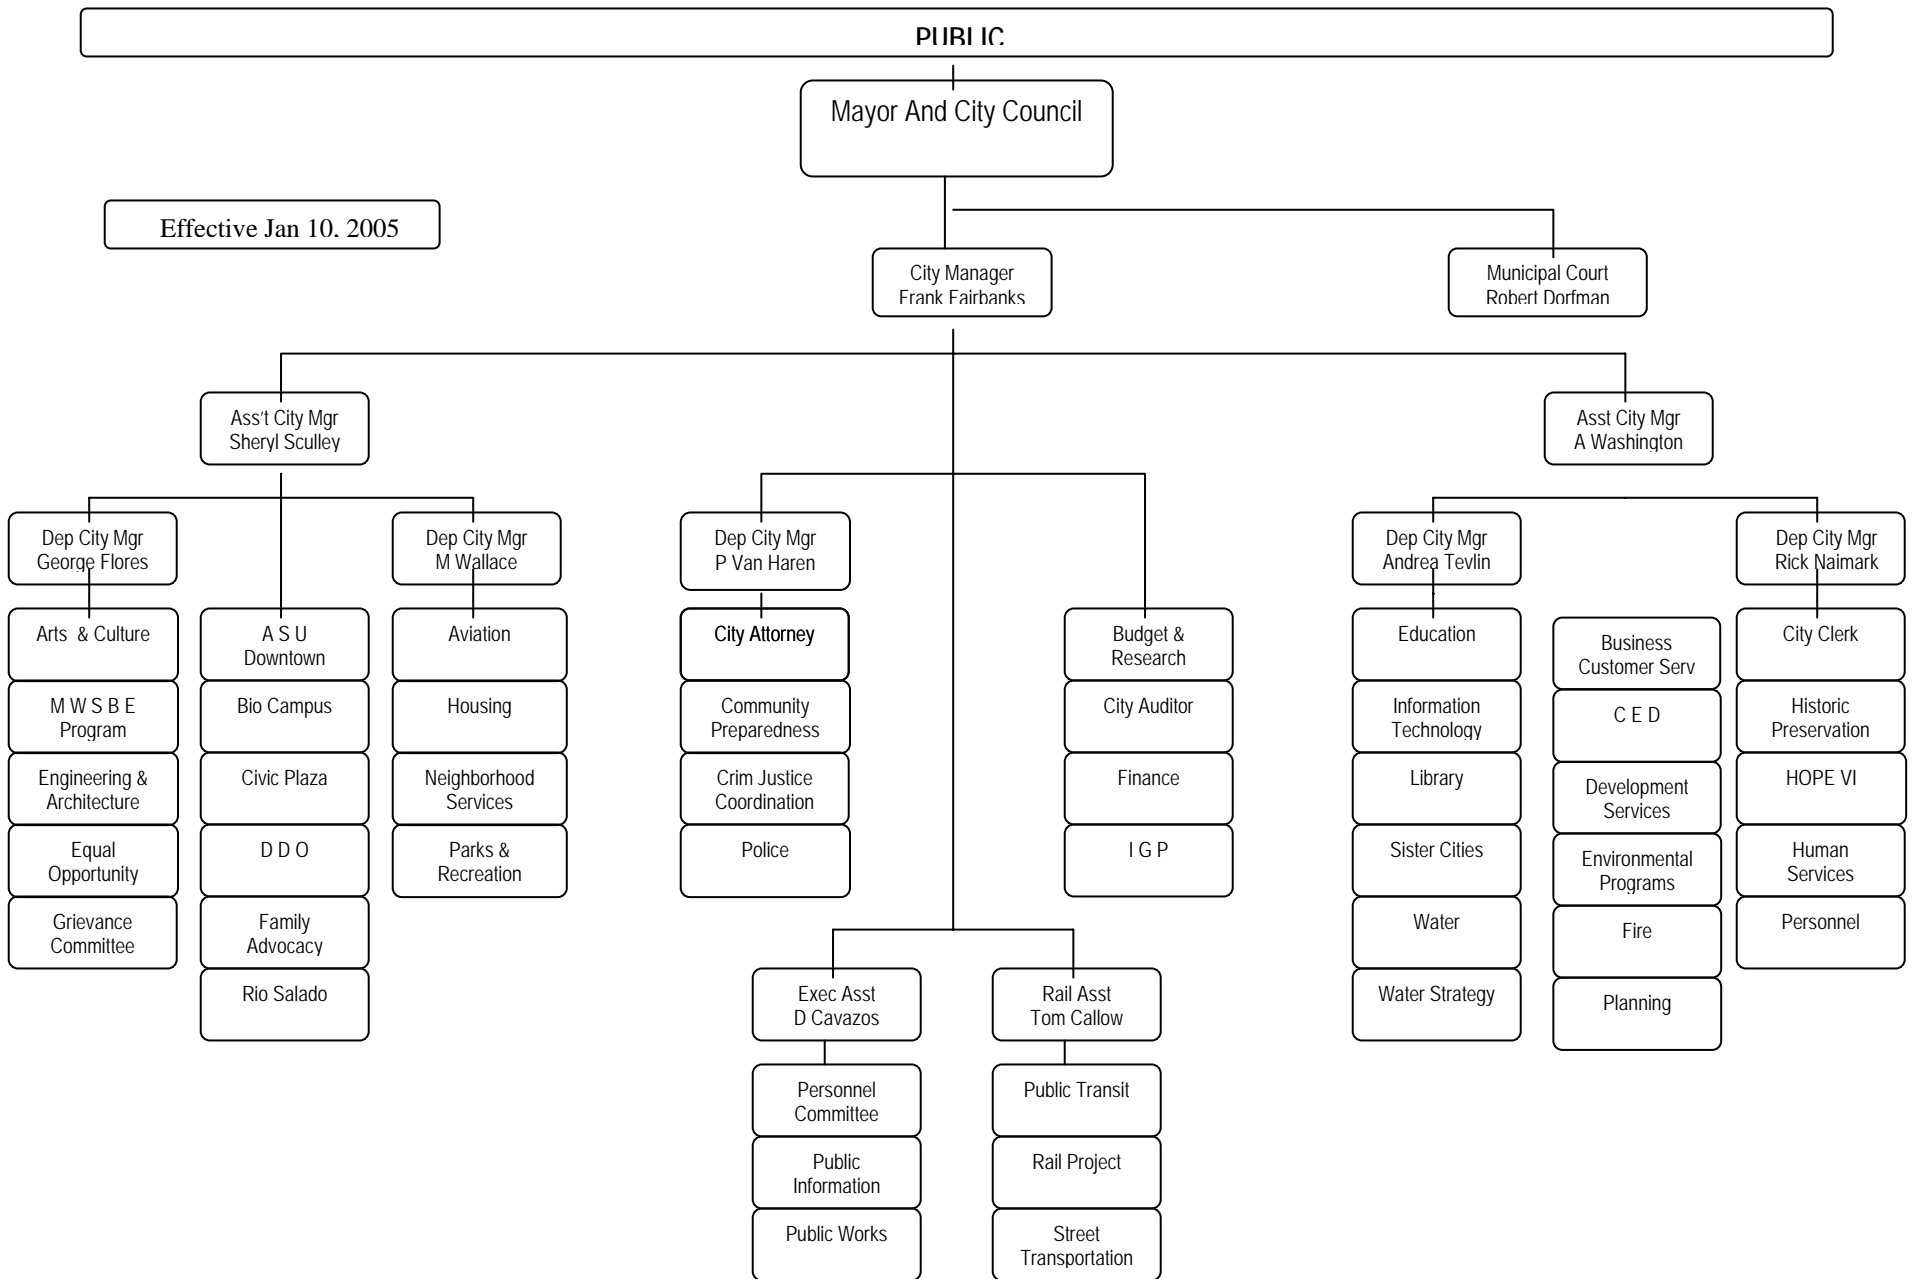 PUBLIC
Mayor And City Council
Effective Jan 10, 2005
City Manager
Frank Fairbanks
Municipal Court
Robert Dorfman
Ass't City Mgr
Sheryl Sculley
Asst City Mgr
A Washington
Dep City Mgr
George Flores
Dep City Mgr
M Wallace
Dep City Mgr
P Van Haren
Dep City Mgr
Andrea Tevlin
Dep City Mgr
Rick Naimark
Arts & Culture
M W S B E
Program
Engineering &
Architecture
Equal
Opportunity
Grievance
Committee
A S U
Downtown
Bio Campus
Civic Plaza
D D O
Family
Advocacy
Rio Salado
Aviation
Housing
Neighborhood
Services
Parks &
Recreation
City Attorney
Community
Preparedness
Crim Justice
Coordination
Police
Budget &
Research
City Auditor
Finance
I G P
Education
Information
Technology
Library
Sister Cities
Water
Water Strategy
Business
Customer Serv
C E D
Development
Services
Environmental
Programs
Fire
Planning
City Clerk
Historic
Preservation
HOPE VI
Human
Services
Personnel
Exec Asst
D Cavazos
Personnel
Committee
Public
Information
Public Works
Rail Asst
Tom Callow
Public Transit
Rail Project
Street
Transportation